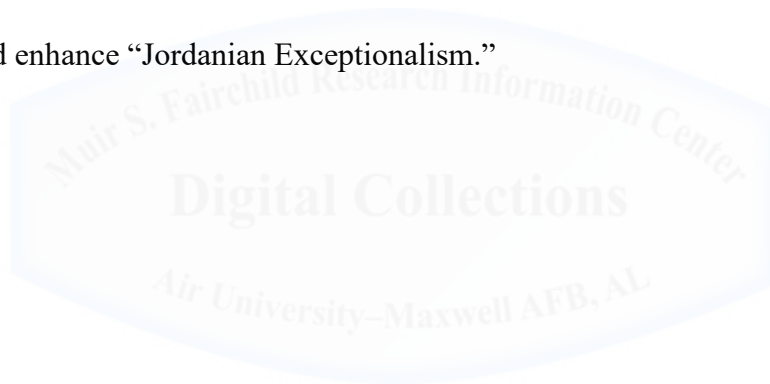 d enhance “Jordanian Exceptionalism.”
Muir S. Fairchild Research Information Center
Digital Collections
Air University–Maxwell AFB, AL